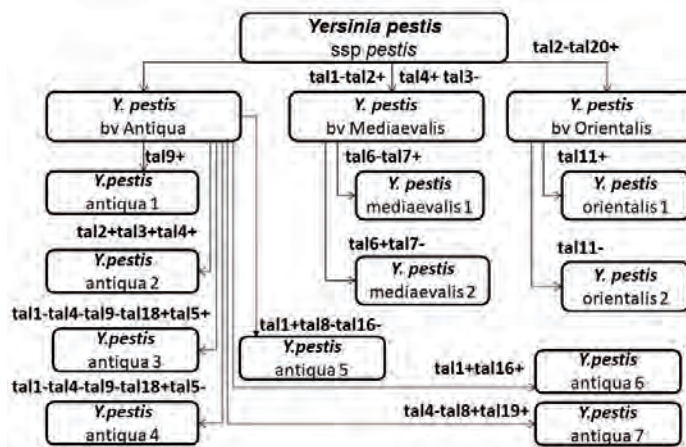 Yersinia pestis
ssp pestis
tal2-tal20+
tal1-tal2+ tal4+ tal3-
Y. pestis
bv Antiqua
Y. pestis
bv Mediaevalis
Y. pestis
bv Orientalis
tal9+
tal6-tal7+
tal11+
Y.pestis
antiqua 1
Y. pestis
mediaevalis 1
Y. pestis
orientalis 1
tal2+tal3+tal4+
tal6+tal7-
tal11-
Y.pestis
antiqua 2
Y. pestis
mediaevalis 2
Y. pestis
orientalis 2
tal1-tal4-tal9-tal18+tal5+
tal1+tal8-tal16-
Y.pestis
antiqua 3
Y.pestis
antiqua 5
tal1+tal16+
Y.pestis
antiqua 6
tal1-tal4-tal9-tal18+tal5-
tal4-tal8+tal19+
Y.pestis
antiqua 4
Y.pestis
antiqua 7